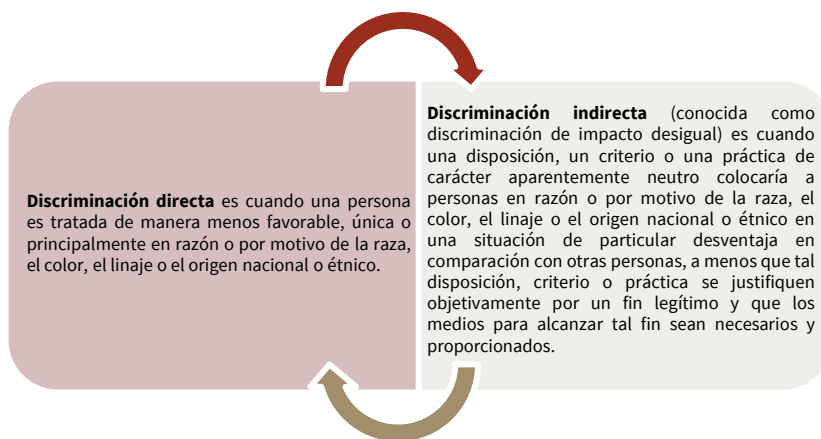 Discriminación directa es cuando una persona
es tratada de manera menos favorable, única o
principalmente en razón o por motivo de la raza,
el color, el linaje o el origen nacional o étnico.
Discriminación indirecta (conocida como
discriminación de impacto desigual) es cuando
una disposición, un criterio o una práctica de
carácter aparentemente neutro colocaría a
personas en razón o por motivo de la raza, el
color, el linaje o el origen nacional o étnico en
una situación de particular desventaja en
comparación con otras personas, a menos que tal
disposición, criterio o práctica se justifiquen
objetivamente por un fin legítimo y que los
medios para alcanzar tal fin sean necesarios y
proporcionados.